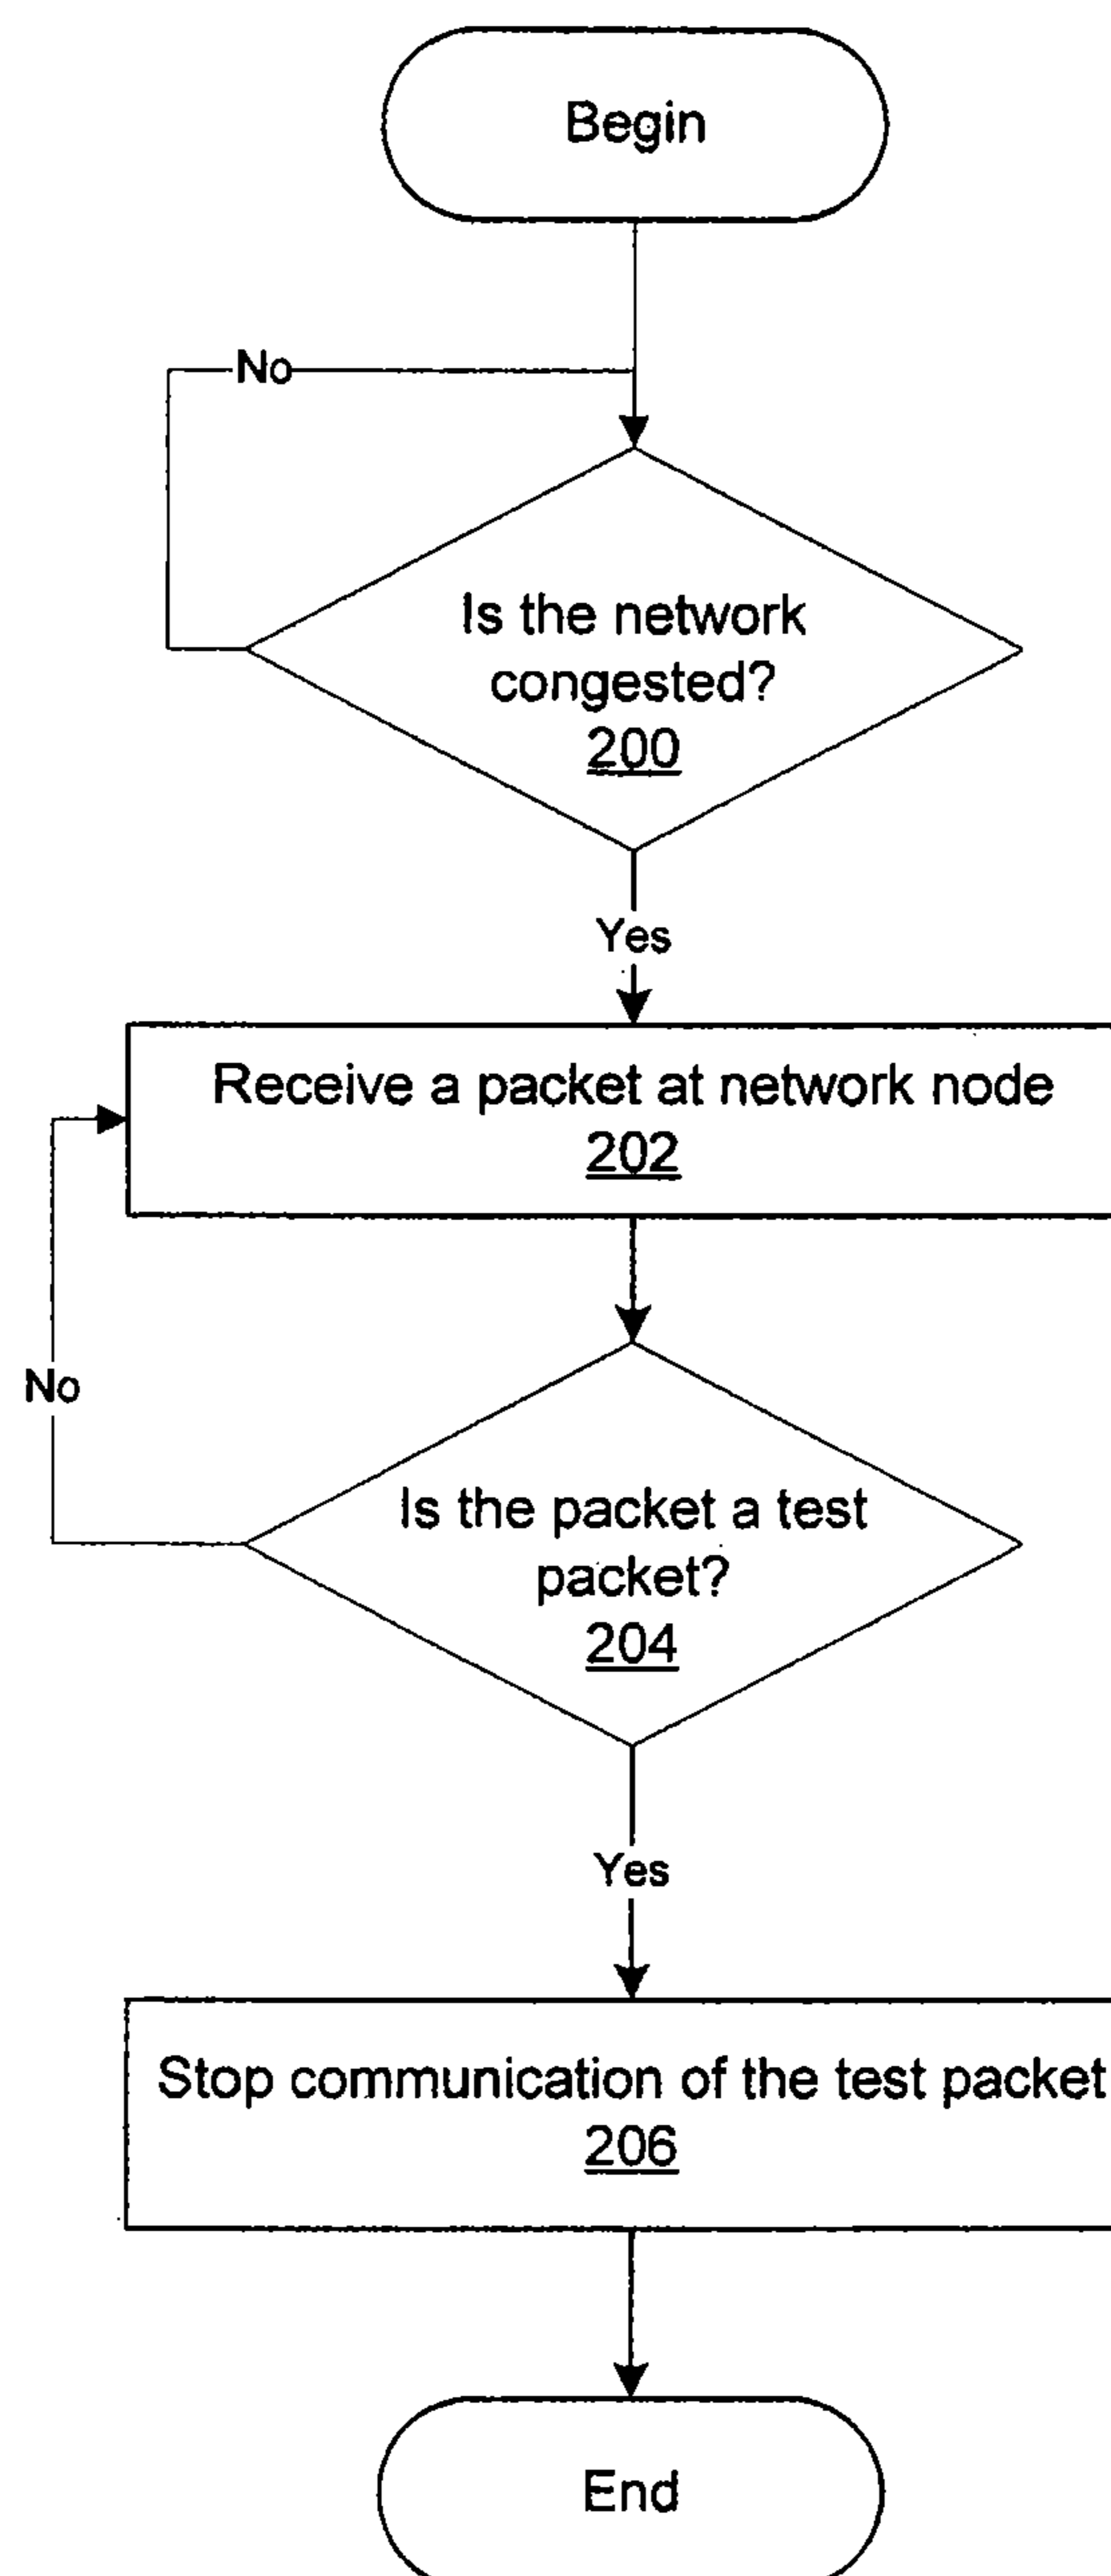 Begin
No
Is the network
congested?
200
Yes
Receive a packet at network node
202
No
Is the packet a test
packet?
204
Yes
Stop communication of the test packet
206
End